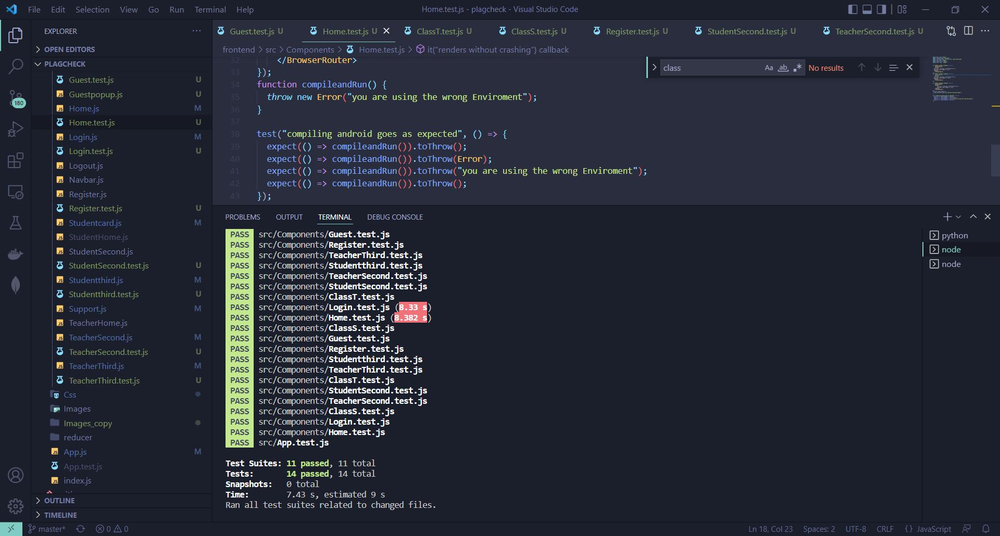 File Edit Selection View Go Run Terminal Help
Home.test.js - plagcheck - Visual Studio Code
EXPLORER
OPEN EDITORS
PLAGCHECK
Guest.test.js U
Guestpopup.js U
Home.js M
Home.test.js U
Login.js M
Login.test.js U
Logout.js
Navbar.js
Register.js
Register.test.js U
Studentcard.js M
StudentHome.js
StudentSecond.js
StudentSecond.test.js U
Studentthird.js M
Studentthird.test.js U
Support.js M
TeacherHome.js
TeacherSecond.js M
TeacherSecond.test.js U
TeacherThird.js M
TeacherThird.test.js U
Css
Images
Images_copy
reducer
App.js M
App.test.js
index.js
OUTLINE
TIMELINE
180
Guest.test.js U Home.test.js U ClassT.test.js U ClassS.test.js U Register.test.js U StudentSecond.test.js U TeacherSecond.test.js U
frontend > src > Components > Home.test.js > it("renders without crashing") callback
class Aa ab No results
32 </BrowserRouter>
33 });
34 function compileandRun() {
35 throw new Error("you are using the wrong Enviroment");
36 }
37
38 test("compiling android goes as expected", () => {
39 expect(() => compileandRun()).toThrow();
40 expect(() => compileandRun()).toThrow(Error);
41 expect(() => compileandRun()).toThrow("you are using the wrong Enviroment");
42 expect(() => compileandRun()).toThrow();
43 });
PROBLEMS OUTPUT TERMINAL DEBUG CONSOLE
PASS src/Components/Guest.test.js
PASS src/Components/Register.test.js
PASS src/Components/TeacherThird.test.js
PASS src/Components/Studentthird.test.js
PASS src/Components/TeacherSecond.test.js
PASS src/Components/StudentSecond.test.js
PASS src/Components/ClassT.test.js
PASS src/Components/Login.test.js (8.33 s)
PASS src/Components/Home.test.js (8.382 s)
PASS src/Components/ClassS.test.js
PASS src/Components/Guest.test.js
PASS src/Components/Register.test.js
PASS src/Components/Studentthird.test.js
PASS src/Components/TeacherThird.test.js
PASS src/Components/ClassT.test.js
PASS src/Components/StudentSecond.test.js
PASS src/Components/TeacherSecond.test.js
PASS src/Components/ClassS.test.js
PASS src/Components/Login.test.js
PASS src/Components/Home.test.js
PASS src/App.test.js
Test Suites: 11 passed, 11 total
Tests: 14 passed, 14 total
Snapshots: 0 total
Time: 7.43 s, estimated 9 s
Ran all test suites related to changed files.
python
node
node
master* 0 0
Ln 18, Col 23 Spaces: 2 UTF-8 CRLF {} JavaScript